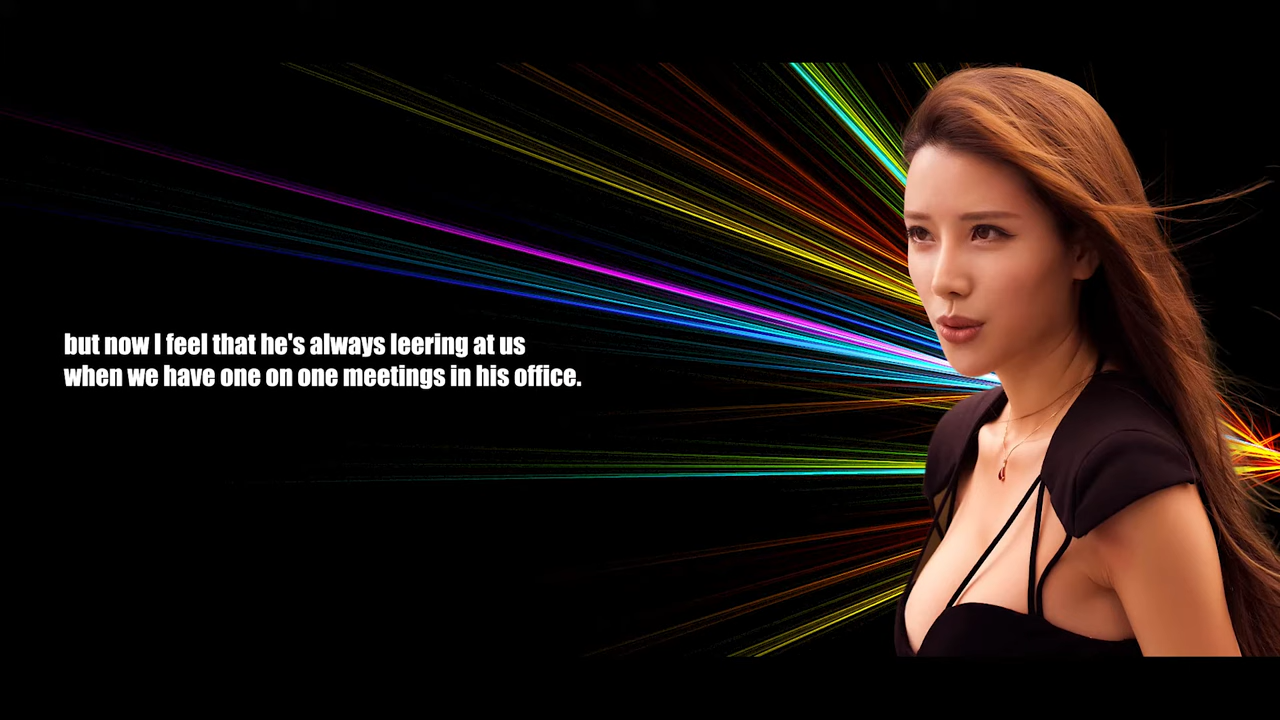 but now I feel that he's always leering at us
when we have one on one meetings in his office.